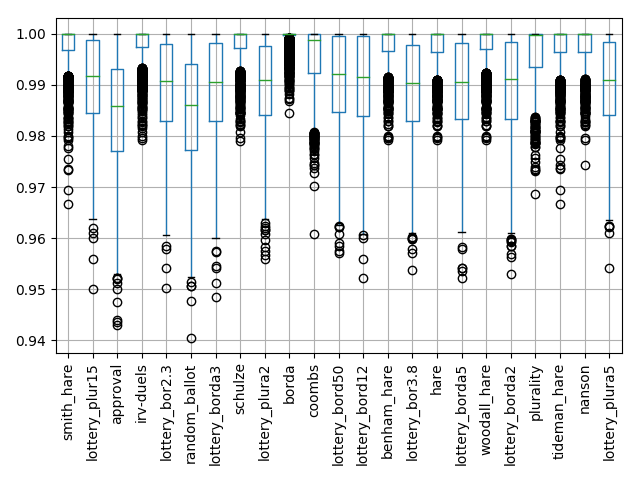 1.00
0.99
0.98
0.97
0.96
0.95
0.94
smith_hare
lottery_plur15
approval
irv-duels
lottery_bor2.3
random_ballot
lottery_borda3
schulze
lottery_plura2
borda
coombs
lottery_bord50
lottery_bord12
benham_hare
lottery_bor3.8
hare
lottery_borda5
woodall_hare
lottery_borda2
plurality
tideman_hare
nanson
lottery_plura5